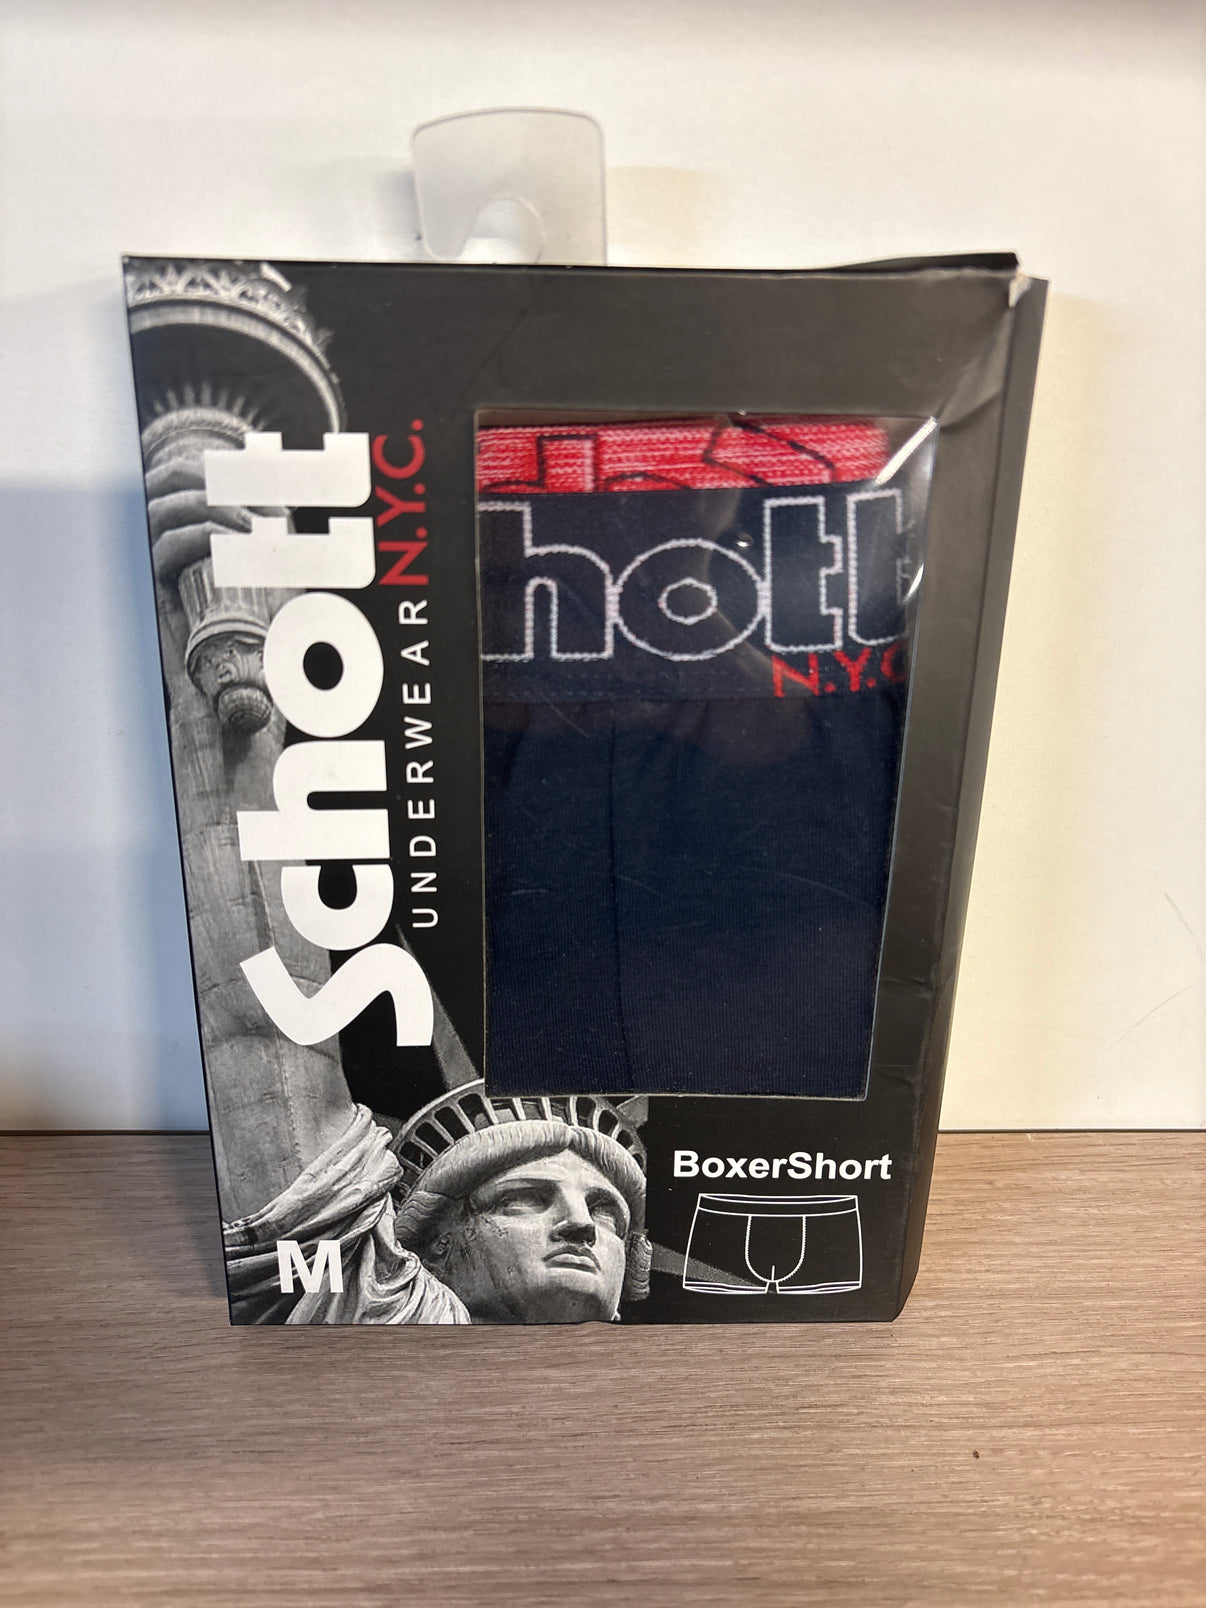 Schott
UNDERWEAR N.Y.C.
hott
N.Y.C
BoxerShort
M